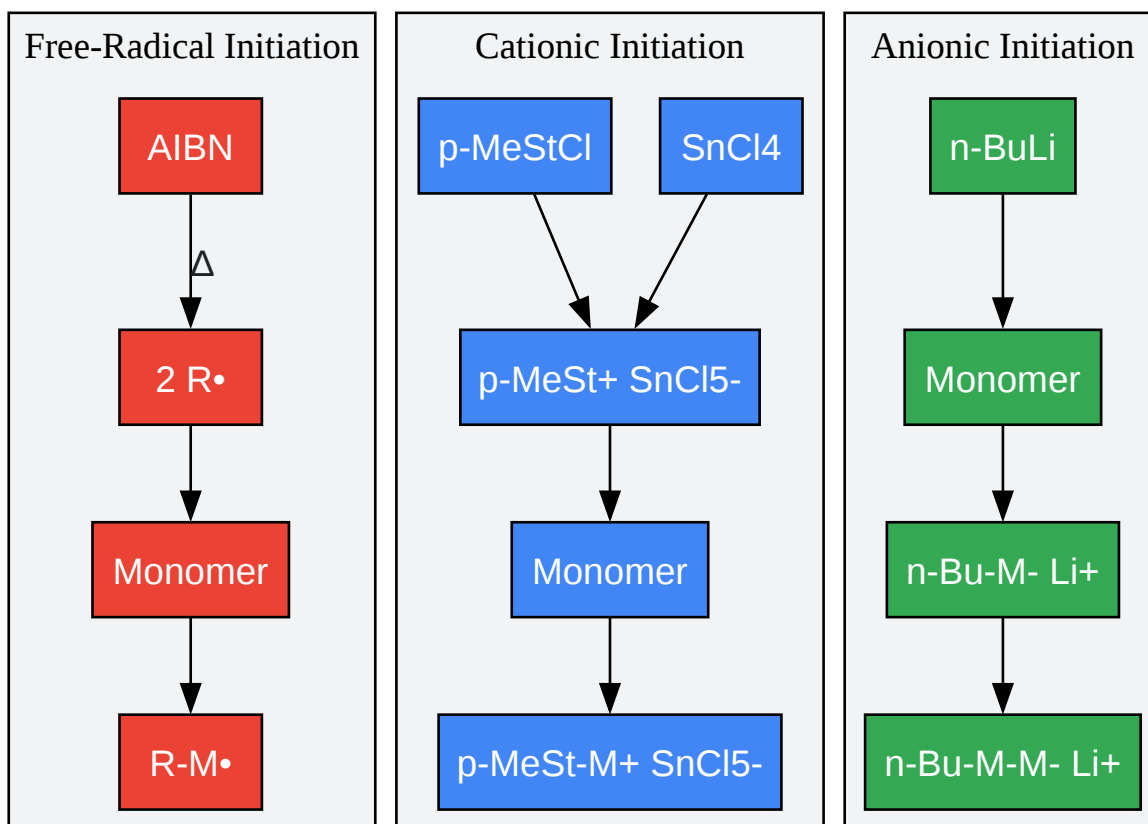 Free-Radical Initiation
AIBN
Δ
2 R•
Monomer
R-M•
Cationic Initiation
p-MeStCl
SnCl4
p-MeSt+ SnCl5-
Monomer
p-MeSt-M+ SnCl5-
Anionic Initiation
n-BuLi
Monomer
n-Bu-M- Li+
n-Bu-M-M- Li+